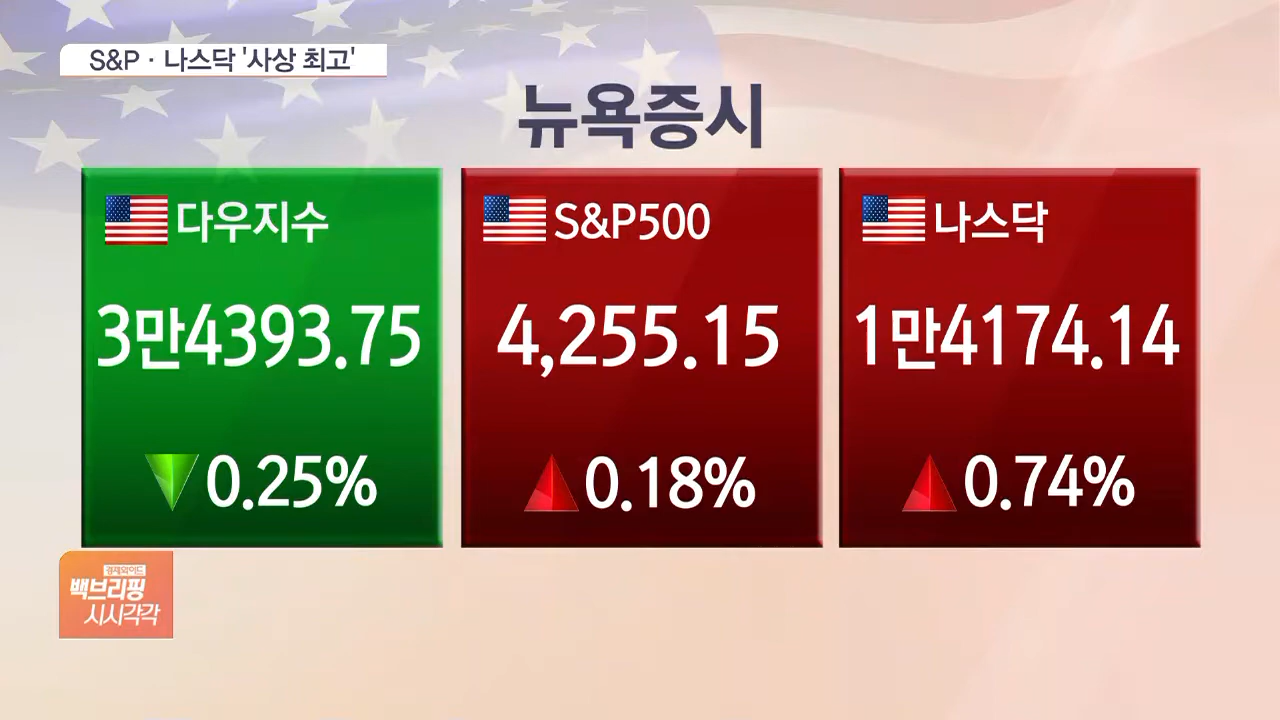 S&P · 나스닥 '사상 최고'
뉴욕증시
다우지수
3만4393.75
0.25%
S&P500
4,255.15
0.18%
나스닥
1만4174.14
0.74%
경제와이드
백브리핑
시시각각